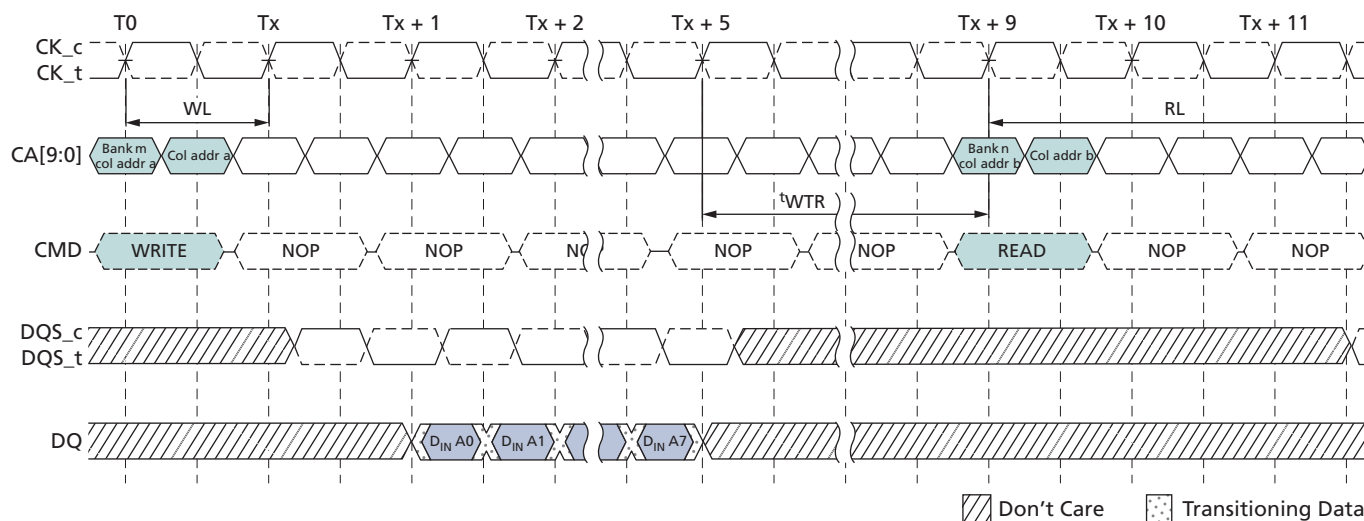 T0 Tx Tx + 1 Tx + 2 Tx + 5 Tx + 9 Tx + 10 Tx + 11
CK_c
CK_t
WL
RL
CA[9:0]
Bank m
col addr a
Col addr a
Bank n
col addr b
Col addr b
tWTR
CMD
WRITE NOP NOP NOP NOP READ NOP NOP
DQS_c
DQS_t
DQ
DIN A0 DIN A1 DIN A7
Don't Care Transitioning Data